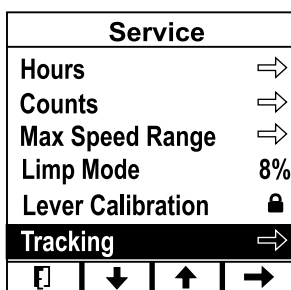 Service
Hours
Counts
Max Speed Range
Limp Mode 8%
Lever Calibration
Tracking